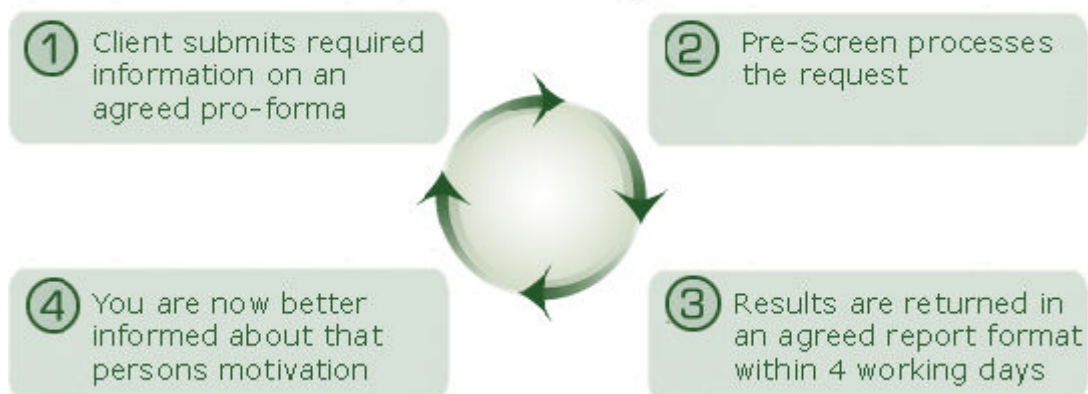 1 Client submits required
information on an
agreed pro-forma
2 Pre-Screen processes
the request
3 Results are returned in
an agreed report format
within 4 working days
4 You are now better
informed about that
persons motivation